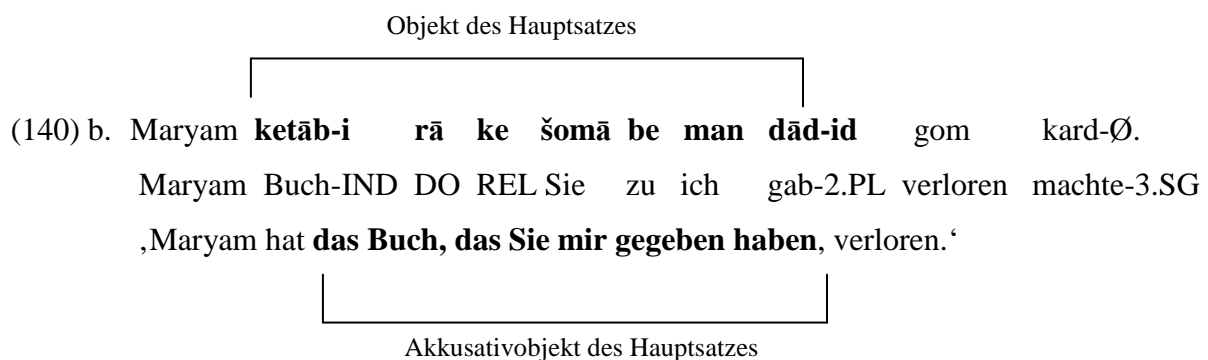 Objekt des Hauptsatzes
(140) b. Maryam ketāb-i rā ke šomā be man dād-id gom kard-Ø.
Maryam Buch-IND DO REL Sie zu ich gab-2.PL verloren machte-3.SG
‚Maryam hat das Buch, das Sie mir gegeben haben, verloren.‘
Akkusativobjekt des Hauptsatzes